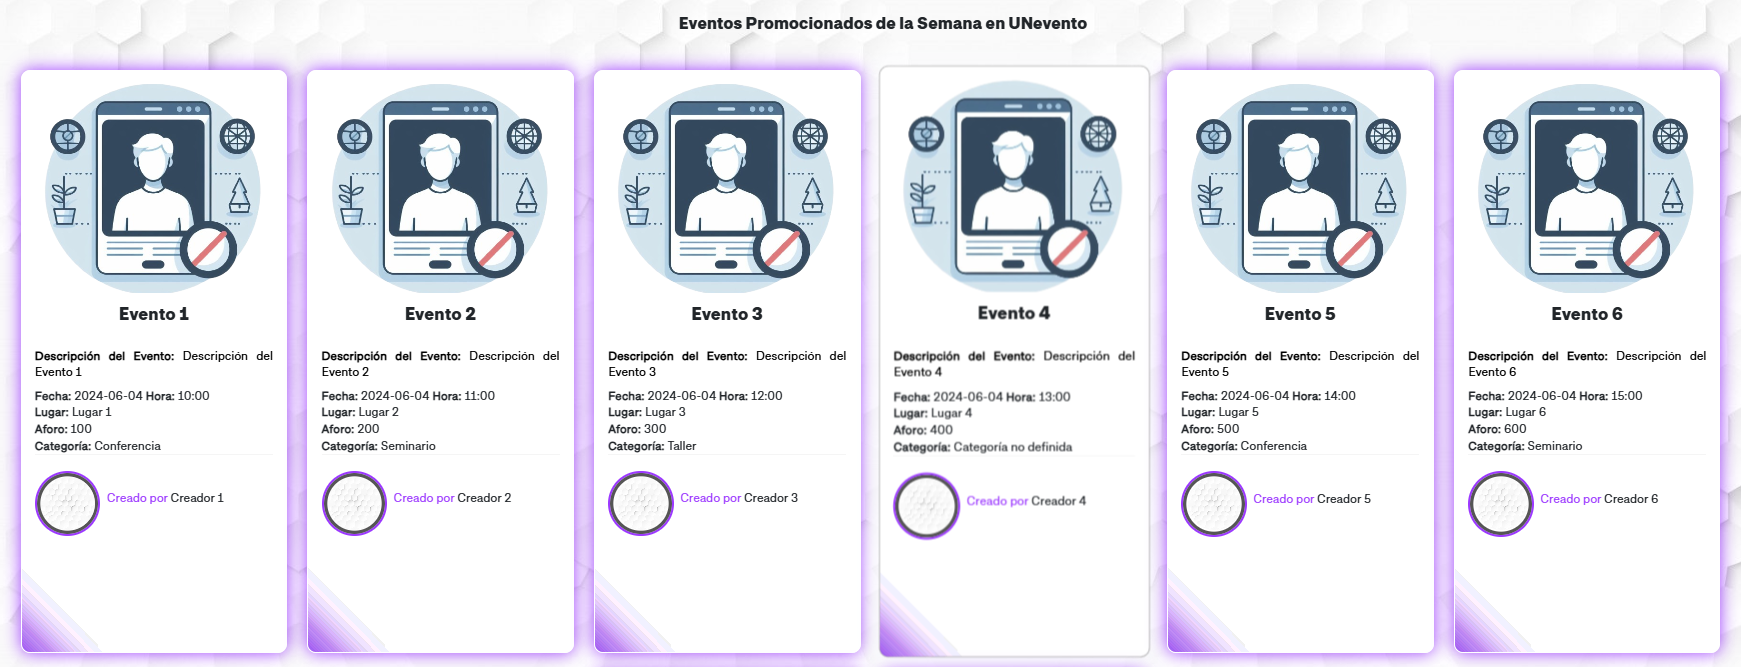 Eventos Promocionados de la Semana en UNevento
Evento 1
Descripción del Evento: Descripción del
Evento 1
Fecha: 2024-06-04 Hora: 10:00
Lugar: Lugar 1
Aforo: 100
Categoría: Conferencia
Creado por Creador 1
Evento 2
Descripción del Evento: Descripción del
Evento 2
Fecha: 2024-06-04 Hora: 11:00
Lugar: Lugar 2
Aforo: 200
Categoría: Seminario
Creado por Creador 2
Evento 3
Descripción del Evento: Descripción del
Evento 3
Fecha: 2024-06-04 Hora: 12:00
Lugar: Lugar 3
Aforo: 300
Categoría: Taller
Creado por Creador 3
Evento 4
Descripción del Evento: Descripción del
Evento 4
Fecha: 2024-06-04 Hora: 13:00
Lugar: Lugar 4
Aforo: 400
Categoría: Categoría no definida
Creado por Creador 4
Evento 5
Descripción del Evento: Descripción del
Evento 5
Fecha: 2024-06-04 Hora: 14:00
Lugar: Lugar 5
Aforo: 500
Categoría: Conferencia
Creado por Creador 5
Evento 6
Descripción del Evento: Descripción del
Evento 6
Fecha: 2024-06-04 Hora: 15:00
Lugar: Lugar 6
Aforo: 600
Categoría: Seminario
Creado por Creador 6